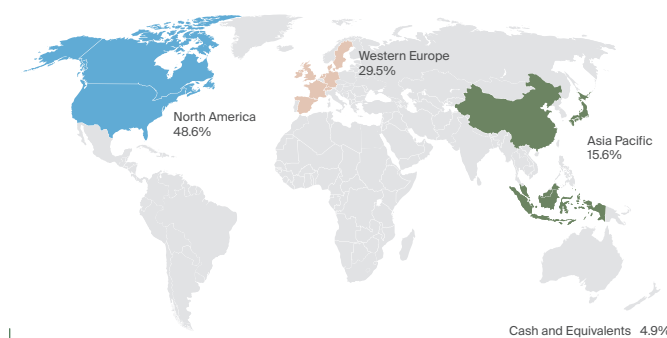 Western Europe
29.5%
North America
48.6%
Asia Pacific
15.6%
Cash and Equivalents 4.9%